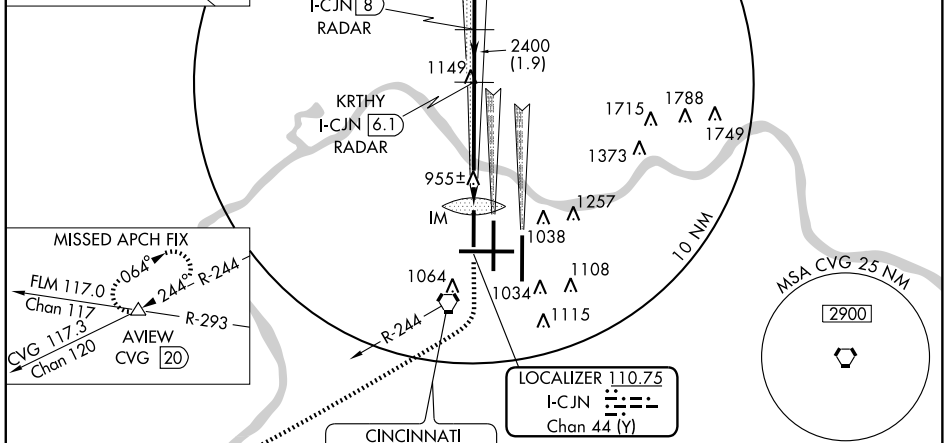 I-CJN 8
RADAR
2400
(1.9)
1149
KRTHY
I-CJN 6.1
RADAR
1715
1788
1749
1373
955±
IM
1257
1038
10 NM
MISSED APCH FIX
064°
244°
R-244
FLM 117.0
Chan 117
R-293
CVG 117.3
Chan 120
AVIEW
CVG 20
1064
1034
1108
1115
R-244
MSA CVG 25 NM
2900
LOCALIZER 110.75
I-CJN
Chan 44 (Y)
CINCINNATI